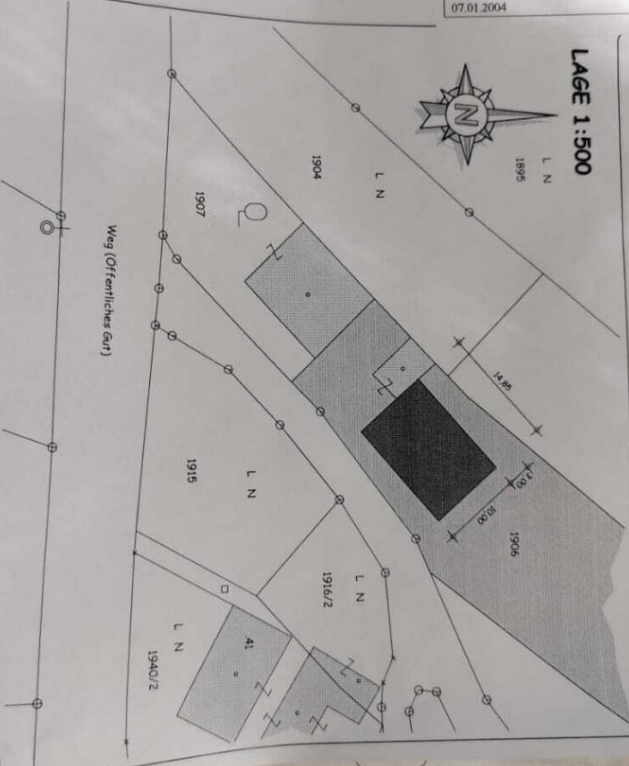 07.01.2004
LAGE 1:500
N
L N
1895
L N
1904
1907
14,85
3,00
10,00
1906
Weg (Öffentliches Gut)
1915
L N
L N
1916/2
.41
L N
1940/2